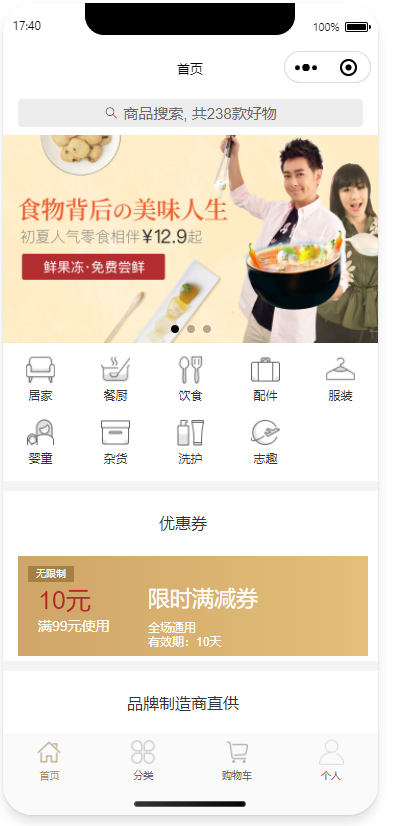 17:40
100%
首页
商品搜索, 共238款好物
食物背后の美味人生
初夏人气零食相伴¥12.9起
鲜果冻·免费尝鲜
居家
餐厨
饮食
配件
服装
婴童
杂货
洗护
志趣
优惠券
无限制
10元
满99元使用
限时满减券
全场通用
有效期：10天
品牌制造商直供
首页
分类
购物车
个人